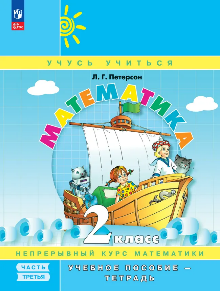 УЧУСЬ УЧИТЬСЯ
Л. Г. Петерсон
МАТЕМАТИКА
2 класс
НЕПРЕРЫВНЫЙ КУРС МАТЕМАТИКИ
ЧАСТЬ
ТРЕТЬЯ
УЧЕБНОЕ ПОСОБИЕ –
ТЕТРАДЬ